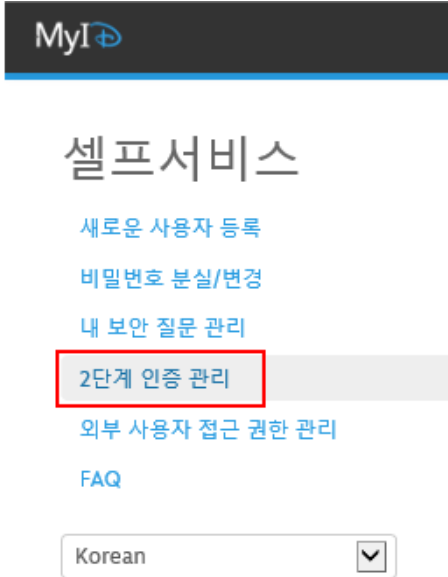 MyID
셀프서비스
새로운 사용자 등록
비밀번호 분실/변경
내 보안 질문 관리
2단계 인증 관리
외부 사용자 접근 권한 관리
FAQ
Korean